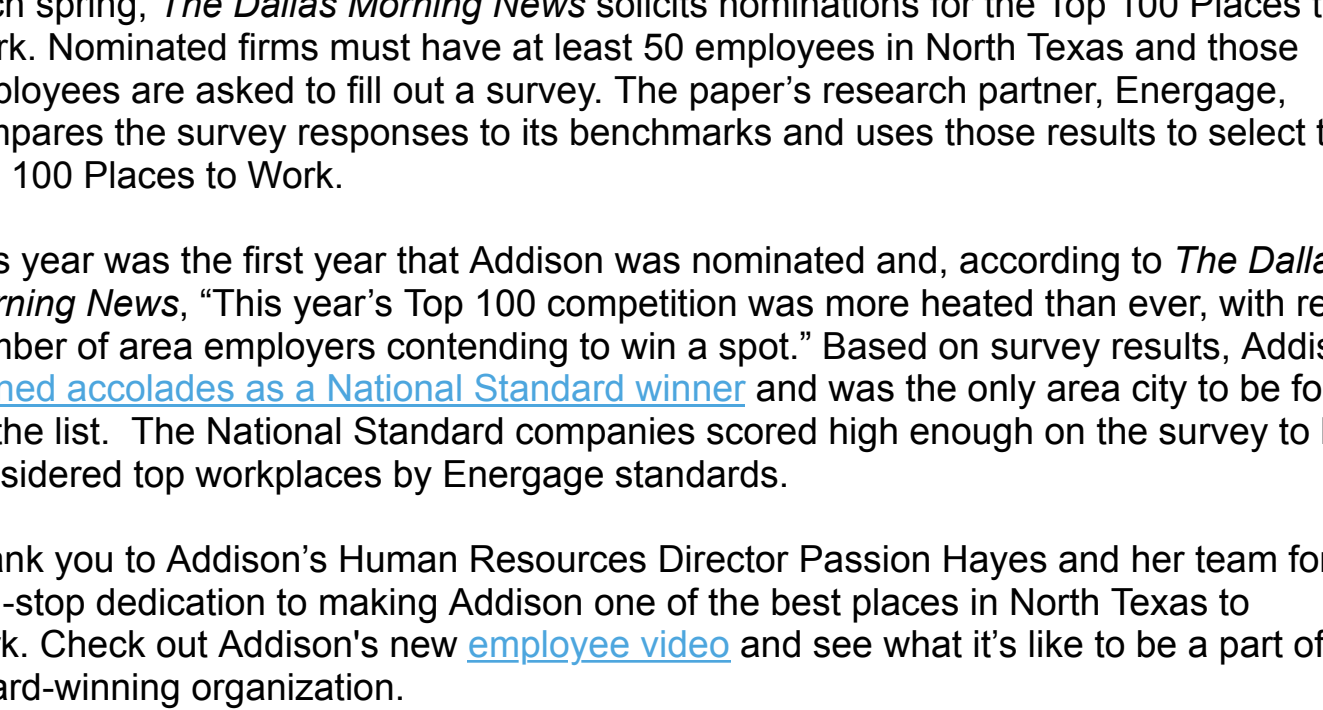 ch spring, The Dallas Morning News solicits nominations for the Top 100 Places t
rk. Nominated firms must have at least 50 employees in North Texas and those
ployees are asked to fill out a survey. The paper’s research partner, Energage,
mpares the survey responses to its benchmarks and uses those results to select t
100 Places to Work.
s year was the first year that Addison was nominated and, according to The Dalla
rning News, “This year’s Top 100 competition was more heated than ever, with re
mber of area employers contending to win a spot.” Based on survey results, Addis
ned accolades as a National Standard winner and was the only area city to be fo
the list.  The National Standard companies scored high enough on the survey to
sidered top workplaces by Energage standards.
ank you to Addison’s Human Resources Director Passion Hayes and her team for
-stop dedication to making Addison one of the best places in North Texas to
rk. Check out Addison's new employee video and see what it’s like to be a part of
ard-winning organization.